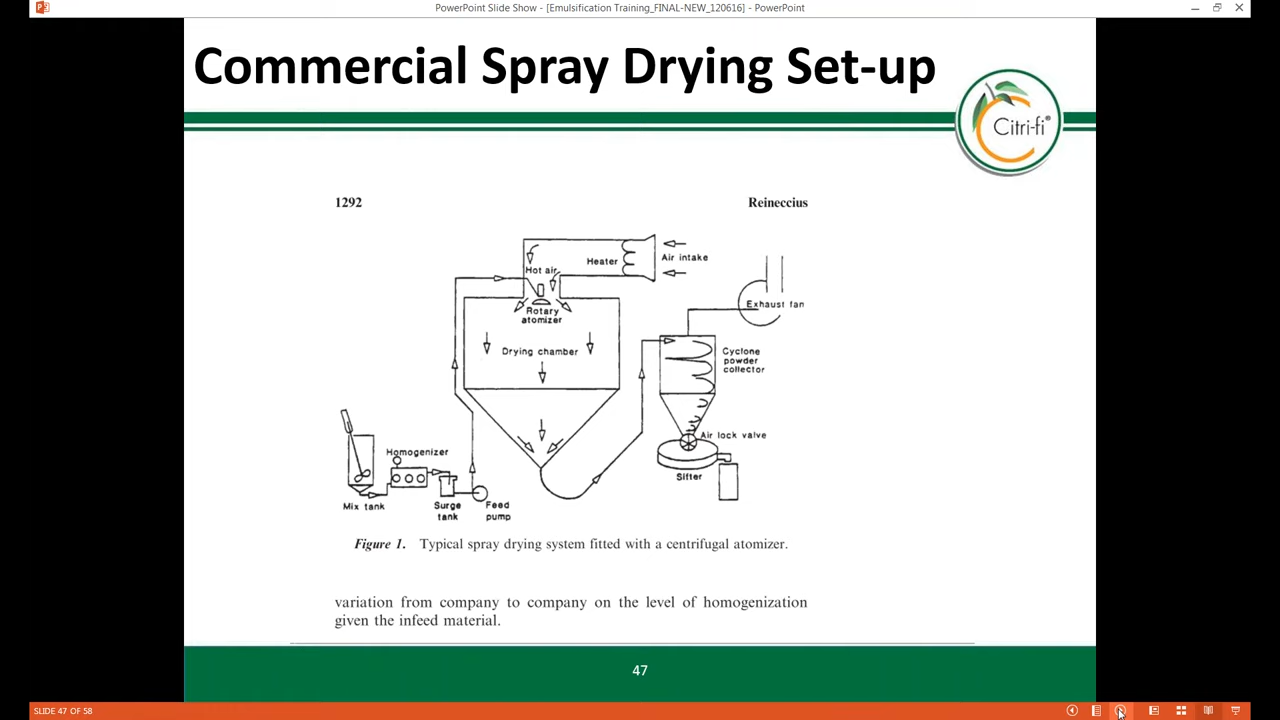 PowerPoint Slide Show - [Emulsification Training_FINAL-NEW_120616] - PowerPoint
Commercial Spray Drying Set-up
Citri-fi®
1292
Reineccius
Hot air
Heater
Air intake
Rotary
atomizer
Exhaust fan
Drying chamber
Cyclone
powder
collector
Air lock valve
Homogenizer
Sifter
Mix tank
Surge
tank
Feed
pump
Figure 1. Typical spray drying system fitted with a centrifugal atomizer.
variation from company to company on the level of homogenization
given the infeed material.
47
SLIDE 47 OF 58